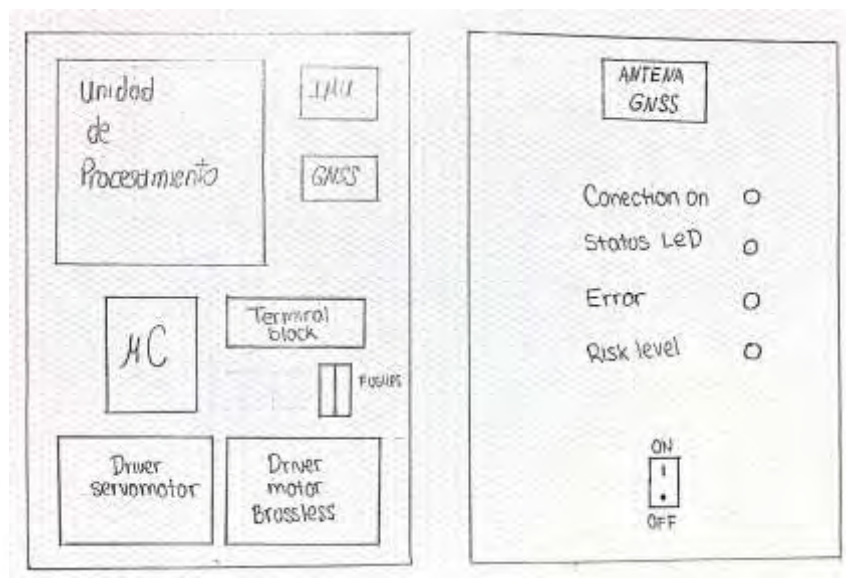 Unidad
de
Procesamiento
IMU
GNSS
μC
Terminal
block
Driver
servomotor
Driver
motor
Brossless
ANTENA
GNSS
Conection on
Status LED
Error
Risk level
ON
OFF